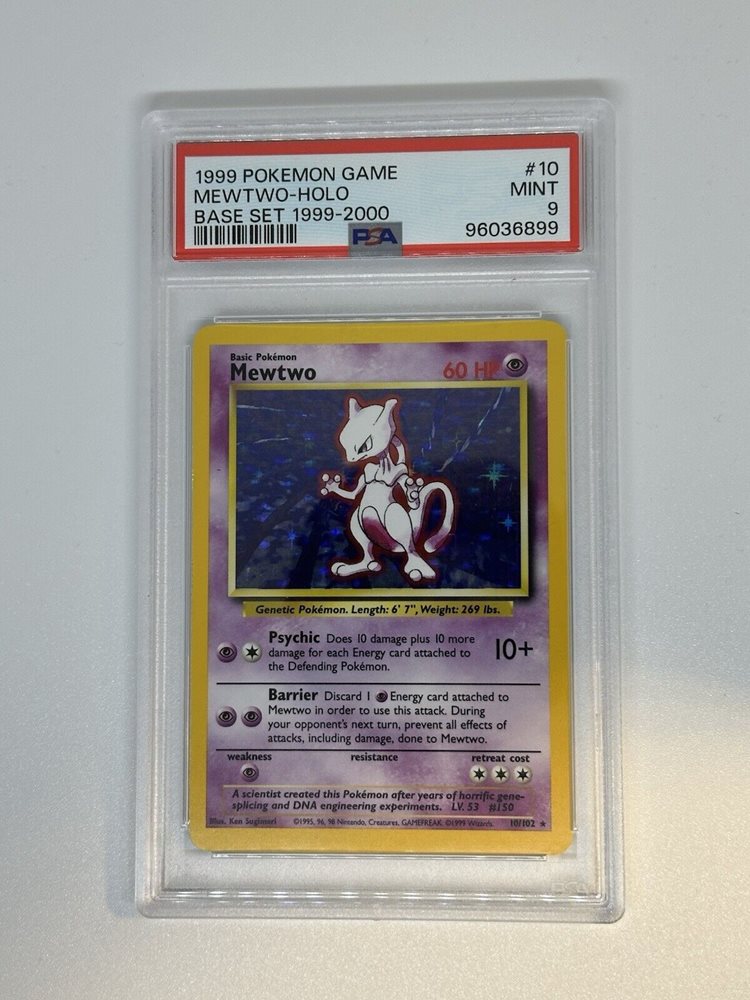 1999 POKEMON GAME #10
MEWTWO-HOLO MINT
BASE SET 1999-2000 9
PSA 96036899
Basic Pokémon
Mewtwo 60 HP
Genetic Pokémon. Length: 6' 7", Weight: 269 lbs.
Psychic Does 10 damage plus 10 more
damage for each Energy card attached to
the Defending Pokémon.
10+
Barrier Discard 1 Energy card attached to
Mewtwo in order to use this attack. During
your opponent's next turn, prevent all effects of
attacks, including damage, done to Mewtwo.
weakness resistance retreat cost
A scientist created this Pokémon after years of horrific gene-
splicing and DNA engineering experiments. LV. 53 #150
Illus. Ken Sugimori ©1995, 96, 98 Nintendo, Creatures, GAMEFREAK. ©1999 Wizards. 10/102